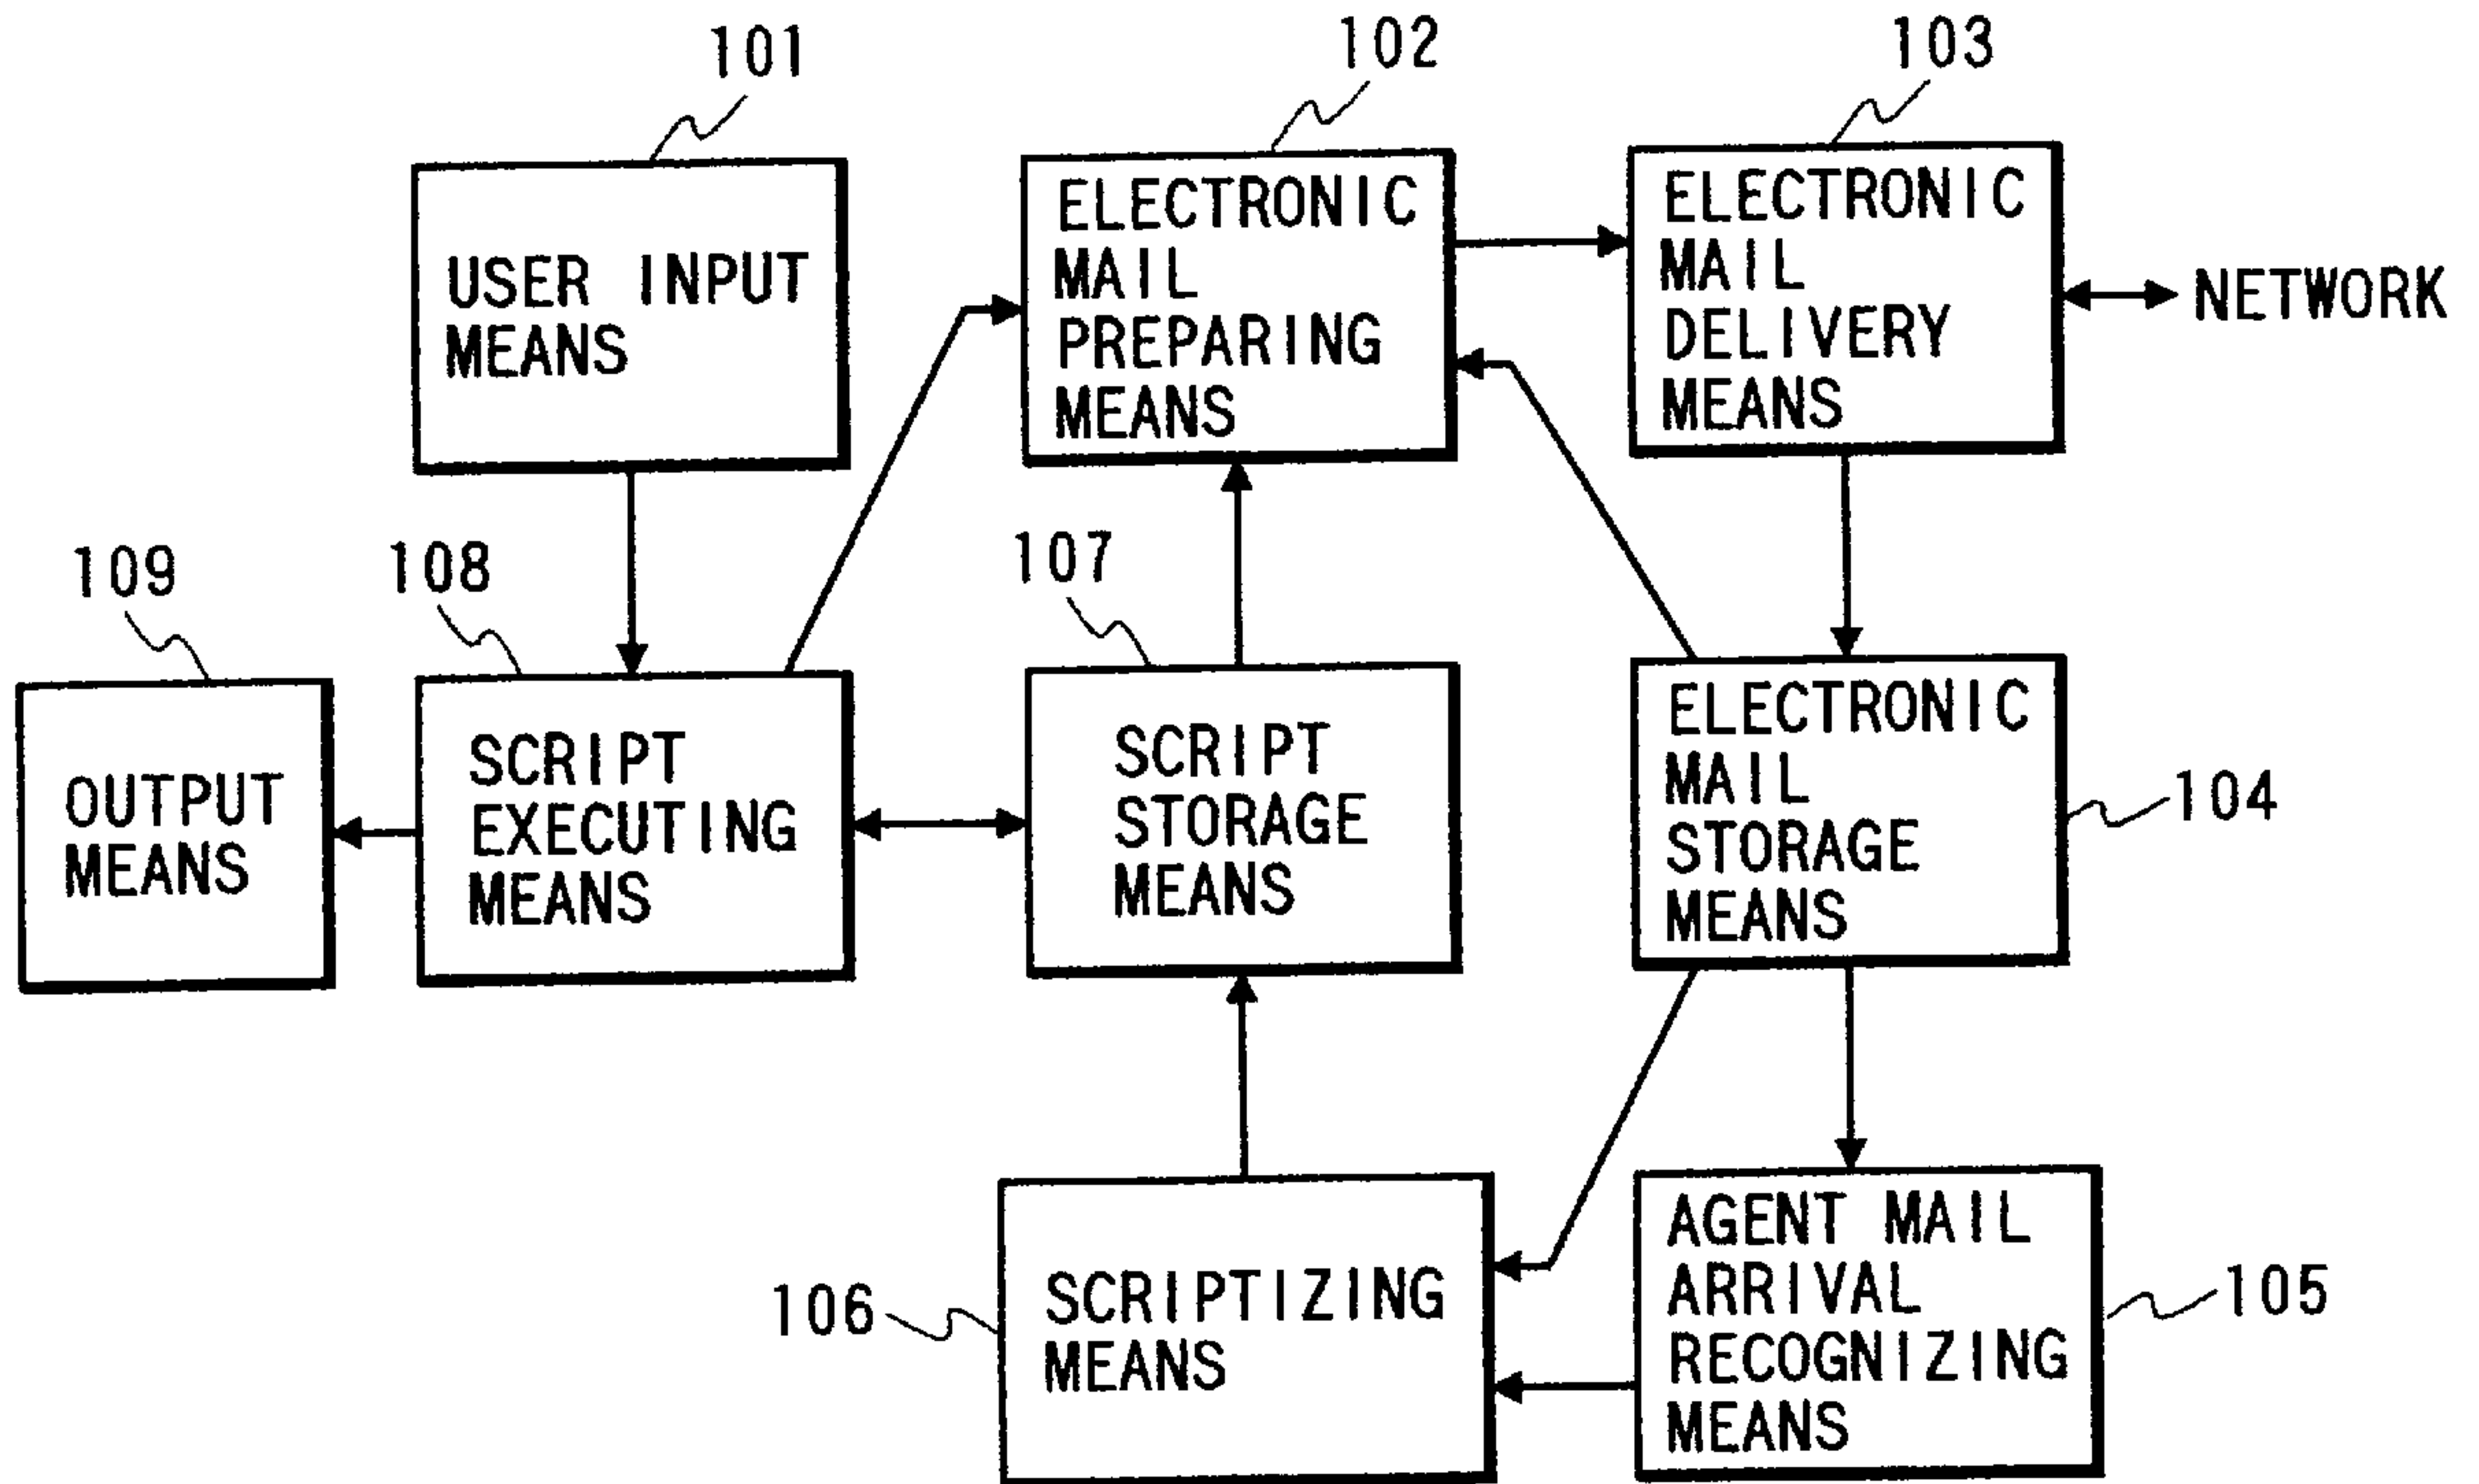 101
102
103
USER INPUT
MEANS
ELECTRONIC
MAIL
PREPARING
MEANS
ELECTRONIC
MAIL
DELIVERY
MEANS
NETWORK
109
108
107
OUTPUT
MEANS
SCRIPT
EXECUTING
MEANS
SCRIPT
STORAGE
MEANS
ELECTRONIC
MAIL
STORAGE
MEANS
104
106
SCRIPTIZING
MEANS
AGENT MAIL
ARRIVAL
RECOGNIZING
MEANS
105